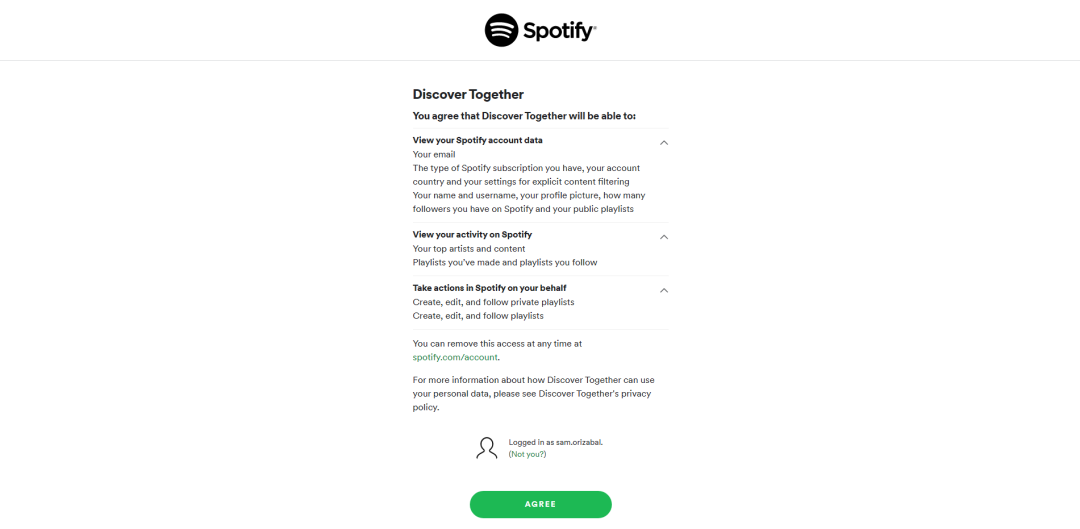 Spotify
Discover Together
You agree that Discover Together will be able to:
View your Spotify account data
Your email
The type of Spotify subscription you have, your account
country and your settings for explicit content filtering
Your name and username, your profile picture, how many
followers you have on Spotify and your public playlists
View your activity on Spotify
Your top artists and content
Playlists you've made and playlists you follow
Take actions in Spotify on your behalf
Create, edit, and follow private playlists
Create, edit, and follow playlists
You can remove this access at any time at
spotify.com/account.
For more information about how Discover Together can use
your personal data, please see Discover Together's privacy
policy.
Logged in as sam.orizabal.
(Not you?)
AGREE